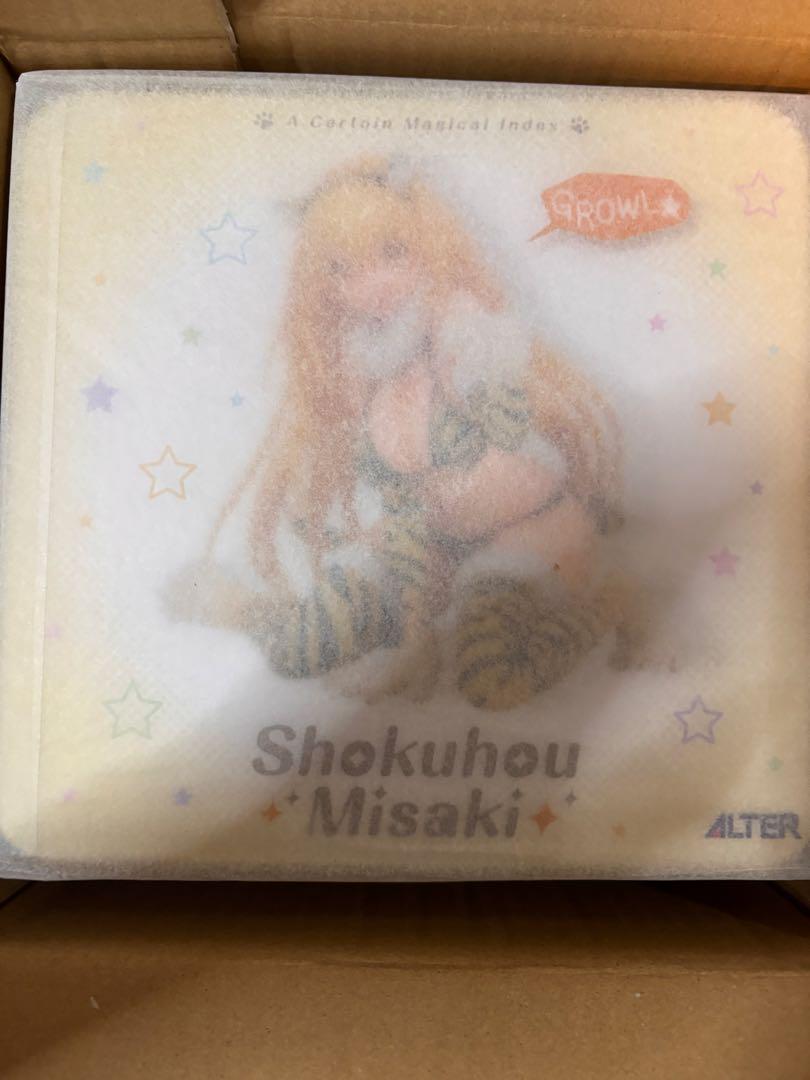 A Certain Magical Index
GROWL★
Shokuhou
Misaki
ALTER